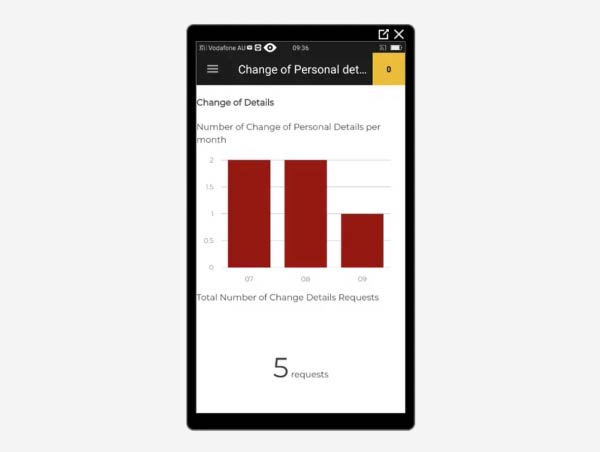 Vodafone AU 09:36
Change of Personal det... 0
Change of Details
Number of Change of Personal Details per
month
2
1.5
1
0.5
0
07 08 09
Total Number of Change Details Requests
5 requests